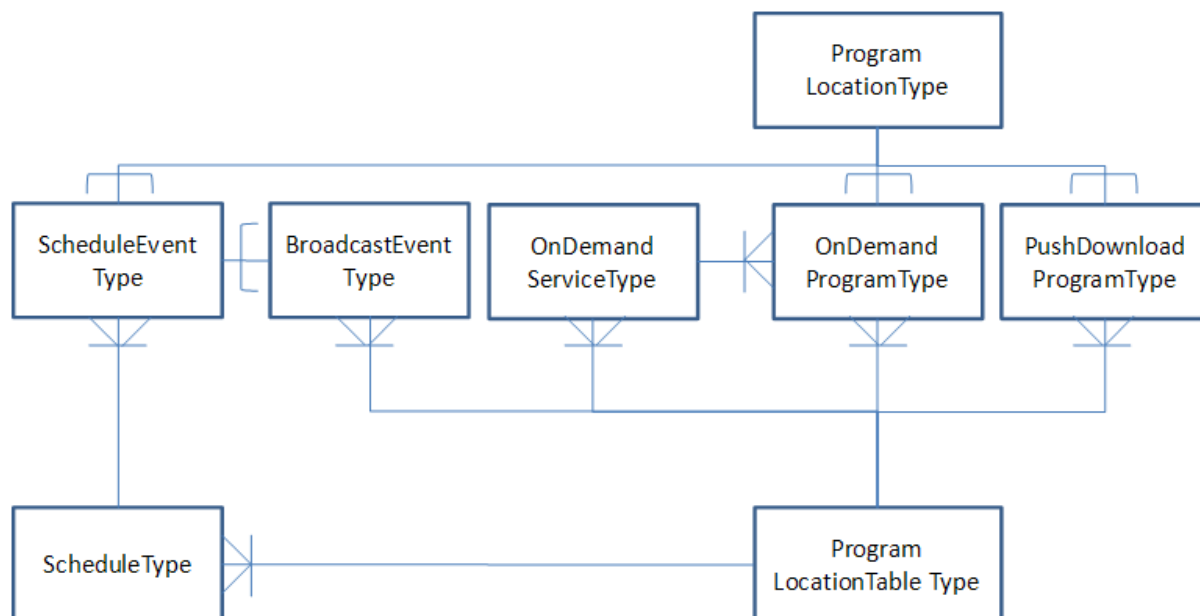 Program
LocationType
ScheduleEvent
Type
BroadcastEvent
Type
OnDemand
ServiceType
OnDemand
ProgramType
PushDownload
ProgramType
ScheduleType
Program
LocationTable Type